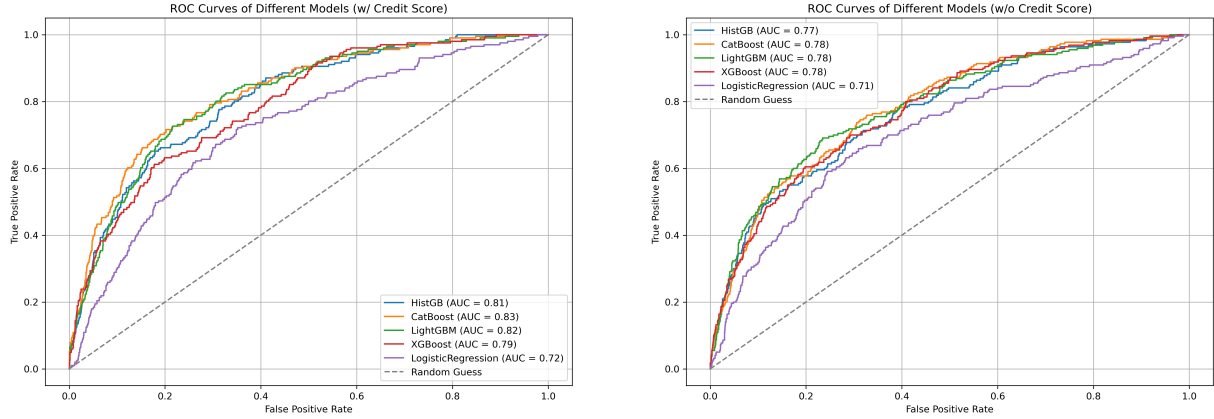 ROC Curves of Different Models (w/ Credit Score)
True Positive Rate
1.0
0.8
0.6
0.4
0.2
0.0
0.0 0.2 0.4 0.6 0.8 1.0
False Positive Rate
HistGB (AUC = 0.81)
CatBoost (AUC = 0.83)
LightGBM (AUC = 0.82)
XGBoost (AUC = 0.79)
LogisticRegression (AUC = 0.72)
Random Guess
ROC Curves of Different Models (w/o Credit Score)
True Positive Rate
1.0
0.8
0.6
0.4
0.2
0.0
0.0 0.2 0.4 0.6 0.8 1.0
False Positive Rate
HistGB (AUC = 0.77)
CatBoost (AUC = 0.78)
LightGBM (AUC = 0.78)
XGBoost (AUC = 0.78)
LogisticRegression (AUC = 0.71)
Random Guess